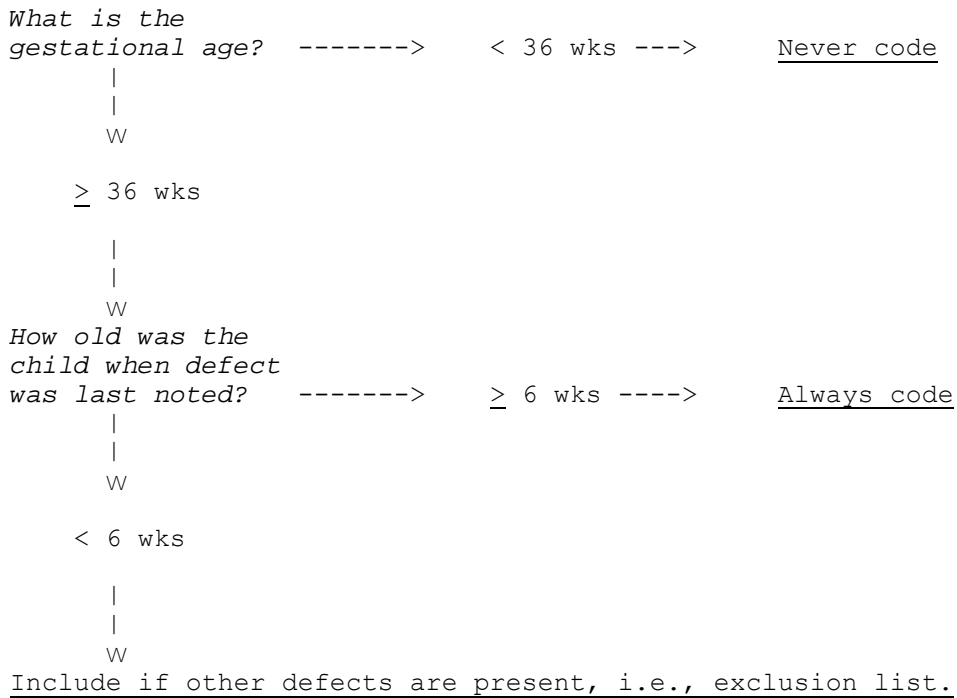 What is the
gestational age? -------> < 36 wks ---> Never code
|
|
W
> 36 wks
|
|
W
How old was the
child when defect
was last noted? -------> > 6 wks ----> Always code
|
|
W
< 6 wks
|
|
W
Include if other defects are present, i.e., exclusion list.